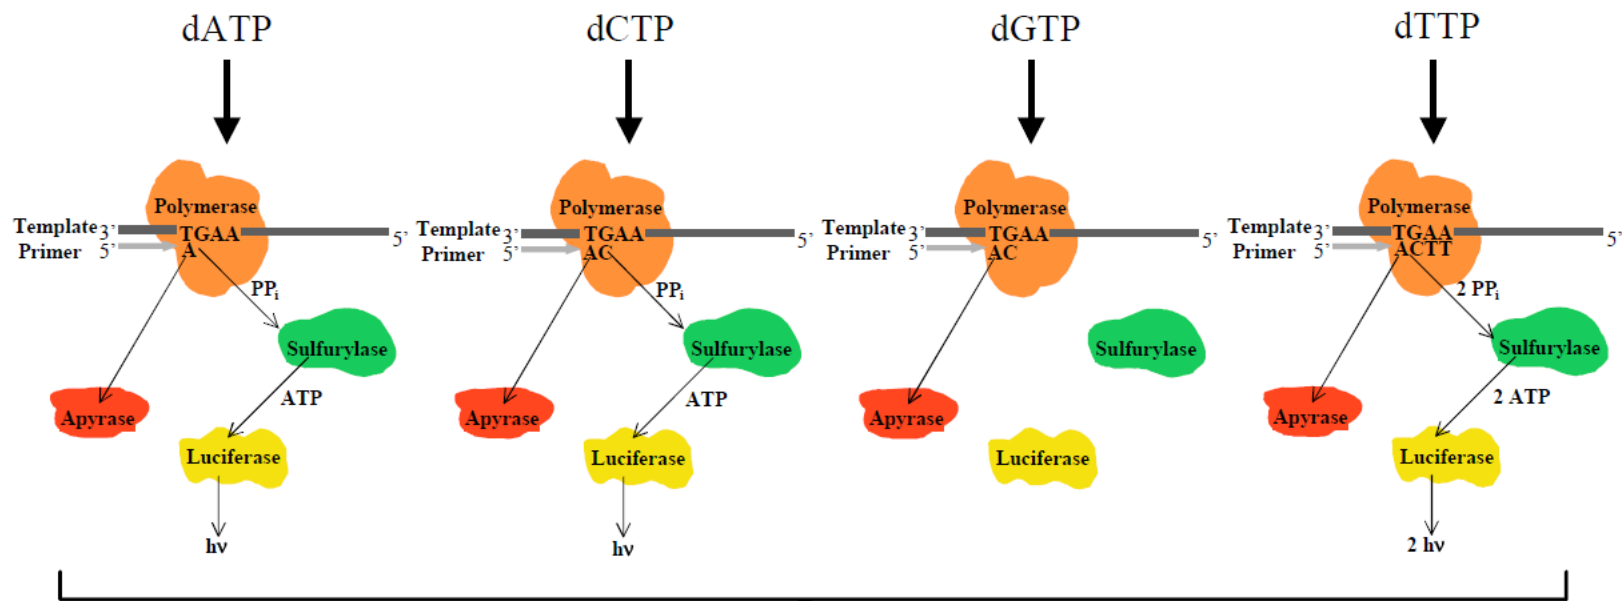 dATP
dCTP
dGTP
dTTP
Polymerase
Template 3’ TGAA 5’
Primer 5’ A
PPi
Sulfurylase
ATP
Apyrase
Luciferase
hν
Polymerase
Template 3’ TGAA 5’
Primer 5’ AC
PPi
Sulfurylase
ATP
Apyrase
Luciferase
hν
Polymerase
Template 3’ TGAA 5’
Primer 5’ AC
Sulfurylase
Apyrase
Luciferase
Polymerase
Template 3’ TGAA 5’
Primer 5’ ACTT
2 PPi
Sulfurylase
2 ATP
Apyrase
Luciferase
2 hν